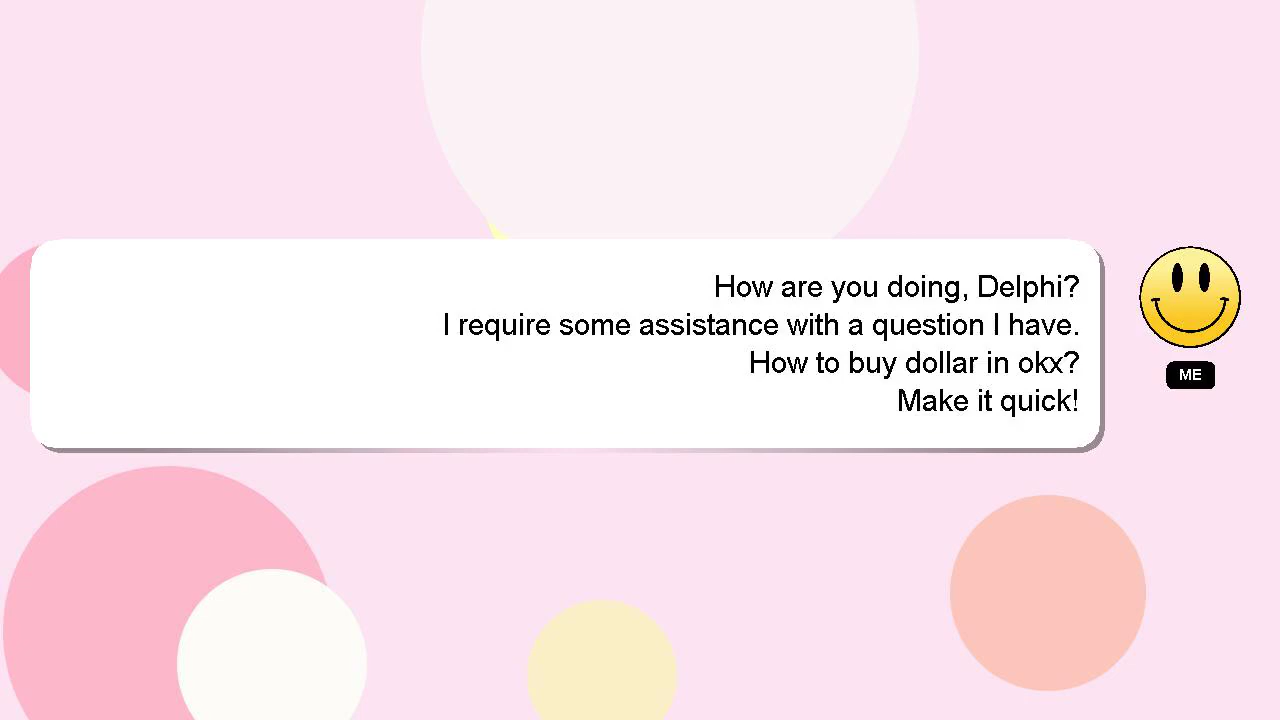 How are you doing, Delphi?
I require some assistance with a question I have.
How to buy dollar in okx?
Make it quick!
ME